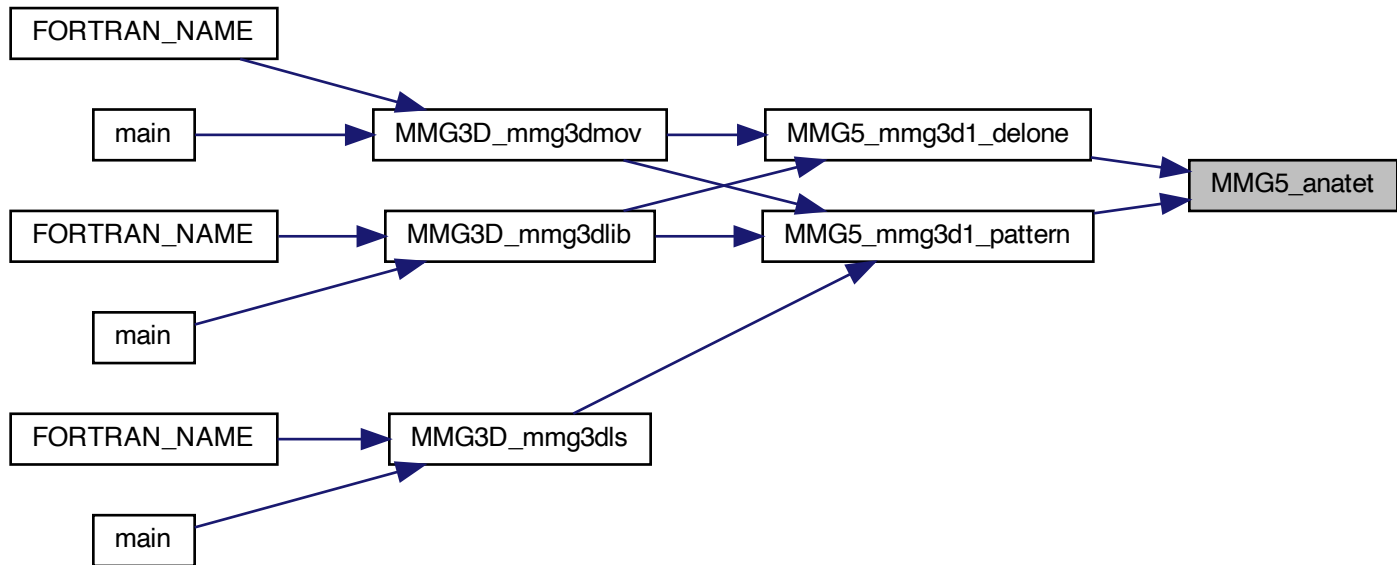 FORTRAN_NAME
main
MMG3D_mmg3dmov
MMG5_mmg3d1_delone
MMG5_anatet
FORTRAN_NAME
MMG3D_mmg3dlib
MMG5_mmg3d1_pattern
main
FORTRAN_NAME
MMG3D_mmg3dls
main